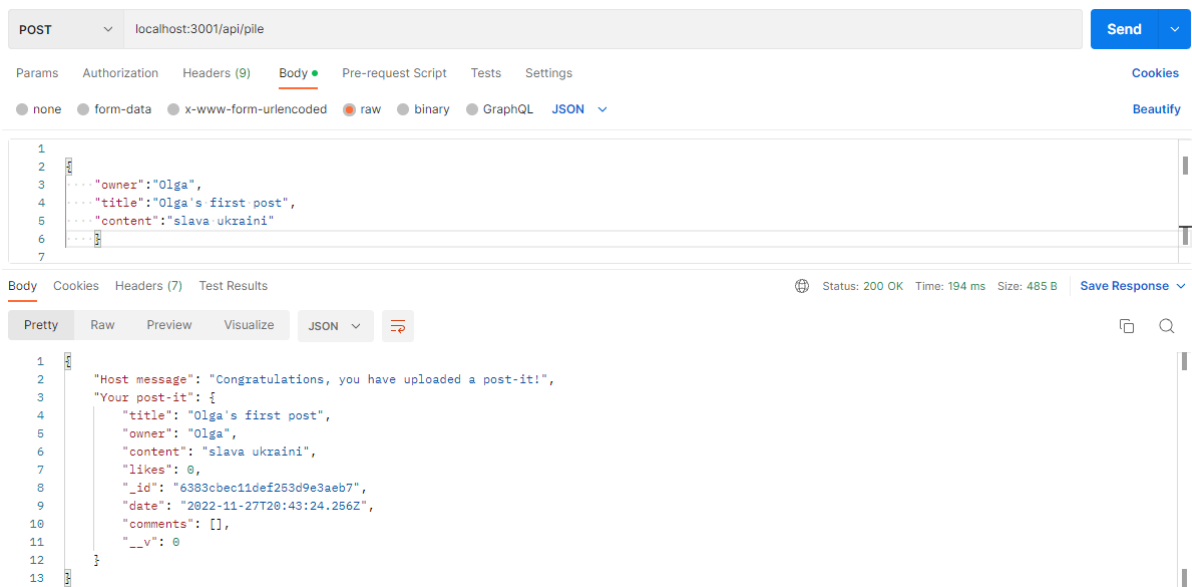 POST localhost:3001/api/pile Send
Params Authorization Headers (9) Body Pre-request Script Tests Settings Cookies
none form-data x-www-form-urlencoded raw binary GraphQL JSON Beautify
1
2 {
3 "owner":"Olga",
4 "title":"Olga's first post",
5 "content":"slava ukraini"
6 }
7
Body Cookies Headers (7) Test Results Status: 200 OK Time: 194 ms Size: 485 B Save Response
Pretty Raw Preview Visualize JSON
1 {
2 "Host message": "Congratulations, you have uploaded a post-it!",
3 "Your post-it": {
4 "title": "Olga's first post",
5 "owner": "Olga",
6 "content": "slava ukraini",
7 "likes": 0,
8 "_id": "6383cbec11def253d9e3aeb7",
9 "date": "2022-11-27T20:43:24.256Z",
10 "comments": [],
11 "__v": 0
12 }
13 }